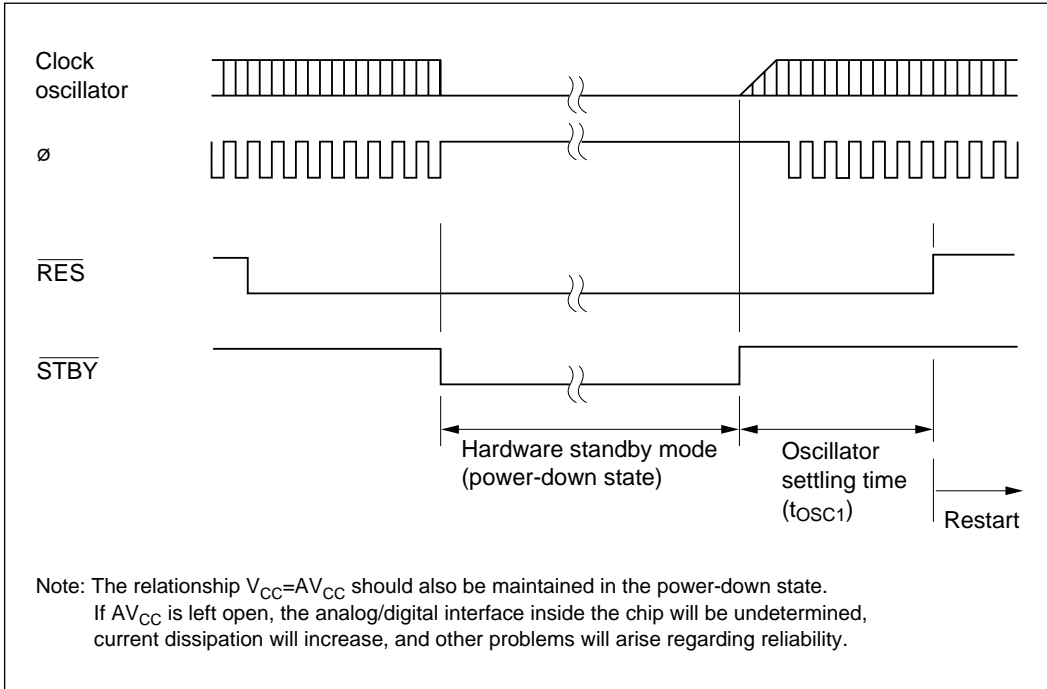 Clock
oscillator
ø
RES
STBY
Hardware standby mode
(power-down state)
Oscillator
settling time
(tOSC1)
Restart
Note: The relationship VCC=AVCC should also be maintained in the power-down state.
If AVCC is left open, the analog/digital interface inside the chip will be undetermined,
current dissipation will increase, and other problems will arise regarding reliability.